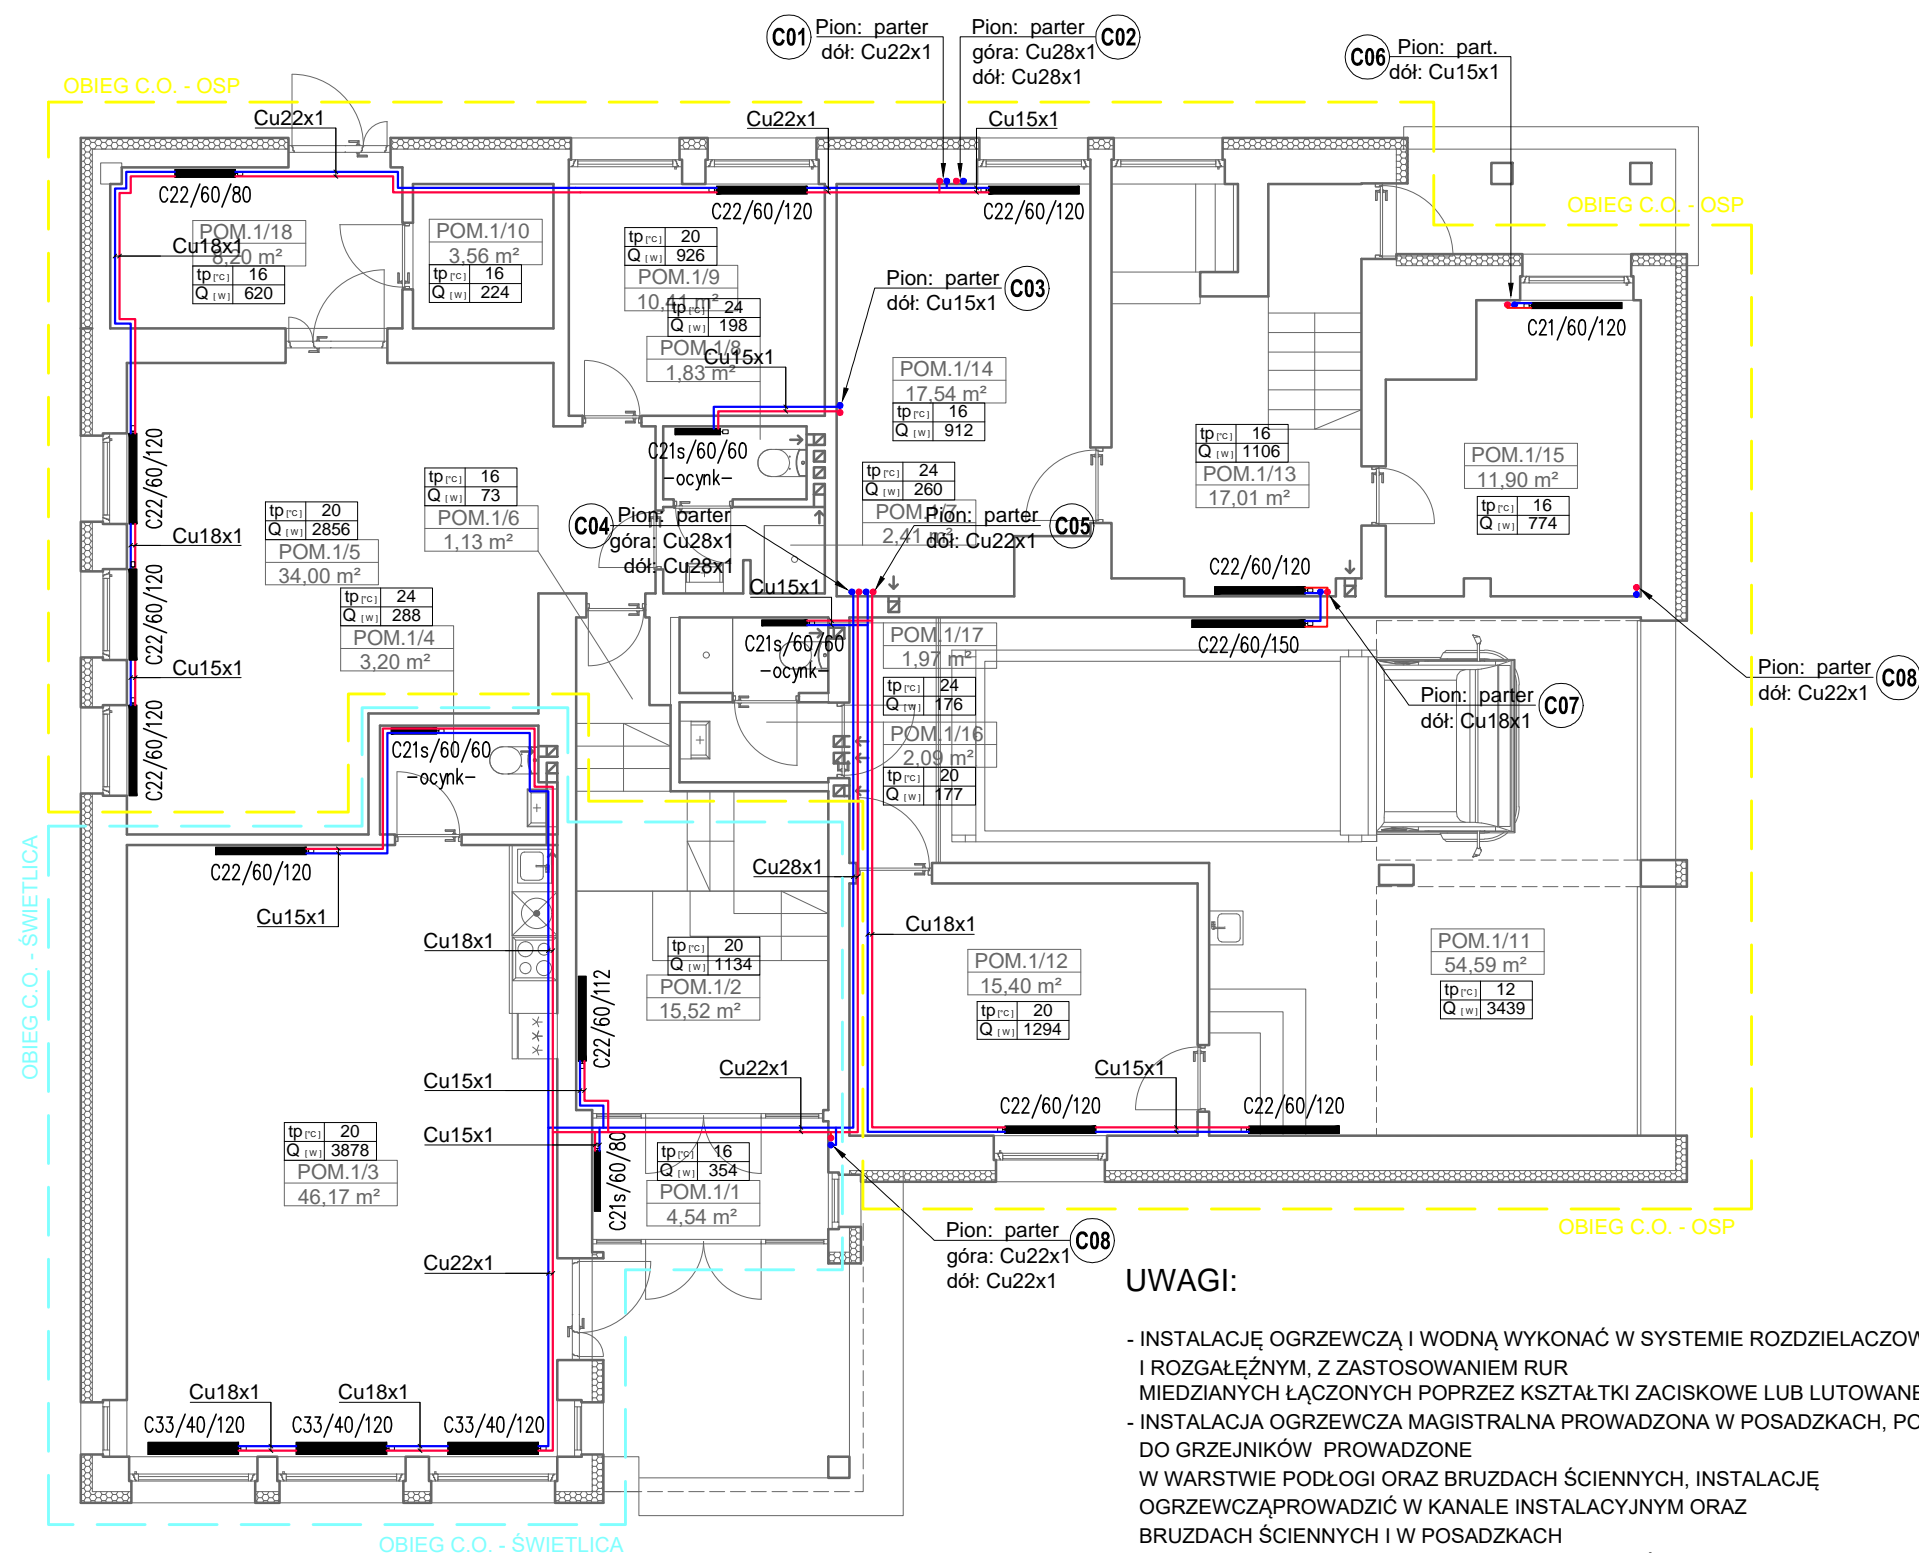 C01
Pion: parter
dół: Cu22x1
Pion: parter
góra: Cu28x1
dół: Cu28x1
C02
C06
Pion: part.
dół: Cu15x1
OBIEG C.O. - OSP
Cu22x1
Cu22x1
Cu15x1
C22/60/80
C22/60/120
C22/60/120
OBIEG C.O. - OSP
POM.1/18
8,20 m²
tp [°C] 16
Q [W] 620
Cu18x1
POM.1/10
3,56 m²
tp [°C] 16
Q [W] 224
tp [°C] 20
Q [W] 926
POM.1/9
10,41 m²
tp [°C] 24
Q [W] 198
POM.1/8
1,83 m²
Cu15x1
Pion: parter
dół: Cu15x1
C03
C21/60/120
POM.1/14
17,54 m²
tp [°C] 16
Q [W] 912
C21s/60/60
-ocynk-
tp [°C] 16
Q [W] 1106
POM.1/13
17,01 m²
POM.1/15
11,90 m²
tp [°C] 16
Q [W] 774
C22/60/120
Cu18x1
C22/60/120
Cu15x1
C22/60/120
tp [°C] 20
Q [W] 2856
POM.1/5
34,00 m²
tp [°C] 16
Q [W] 73
POM.1/6
1,13 m²
tp [°C] 24
Q [W] 260
POM.1/7
2,41 m²
C04
Pion: parter
góra: Cu28x1
dół: Cu28x1
Pion: parter
dół: Cu22x1
C05
tp [°C] 24
Q [W] 288
POM.1/4
3,20 m²
Cu15x1
C21s/60/60
-ocynk-
C22/60/120
C22/60/150
POM.1/17
1,97 m²
tp [°C] 24
Q [W] 176
POM.1/16
2,09 m²
tp [°C] 20
Q [W] 177
Pion: parter
dół: Cu18x1
C07
Pion: parter
dół: Cu22x1
C08
C21s/60/60
-ocynk-
OBIEG C.O. - ŚWIETLICA
C22/60/120
Cu15x1
Cu28x1
Cu18x1
Cu18x1
tp [°C] 20
Q [W] 1134
POM.1/2
15,52 m²
C22/60/112
POM.1/12
15,40 m²
tp [°C] 20
Q [W] 1294
POM.1/11
54,59 m²
tp [°C] 12
Q [W] 3439
Cu15x1
Cu22x1
Cu15x1
C22/60/120
C22/60/120
Cu15x1
tp [°C] 20
Q [W] 3878
POM.1/3
46,17 m²
C21s/60/80
tp [°C] 16
Q [W] 354
POM.1/1
4,54 m²
Pion: parter
góra: Cu22x1
dół: Cu22x1
C08
OBIEG C.O. - OSP
Cu22x1
Cu18x1
Cu18x1
C33/40/120
C33/40/120
C33/40/120
OBIEG C.O. - ŚWIETLICA
UWAGI:
- INSTALACJĘ OGRZEWCZĄ I WODNĄ WYKONAĆ W SYSTEMIE ROZDZIELACZOW
I ROZGAŁĘŹNYM, Z ZASTOSOWANIEM RUR
MIEDZIANYCH ŁĄCZONYCH POPRZEZ KSZTAŁTKI ZACISKOWE LUB LUTOWANE
- INSTALACJA OGRZEWCZA MAGISTRALNA PROWADZONA W POSADZKACH, PO
DO GRZEJNIKÓW PROWADZONE
W WARSTWIE PODŁOGI ORAZ BRUZDACH ŚCIENNYCH, INSTALACJĘ
OGRZEWCZĄPROWADZIĆ W KANALE INSTALACYJNYM ORAZ
BRUZDACH ŚCIENNYCH I W POSADZKACH